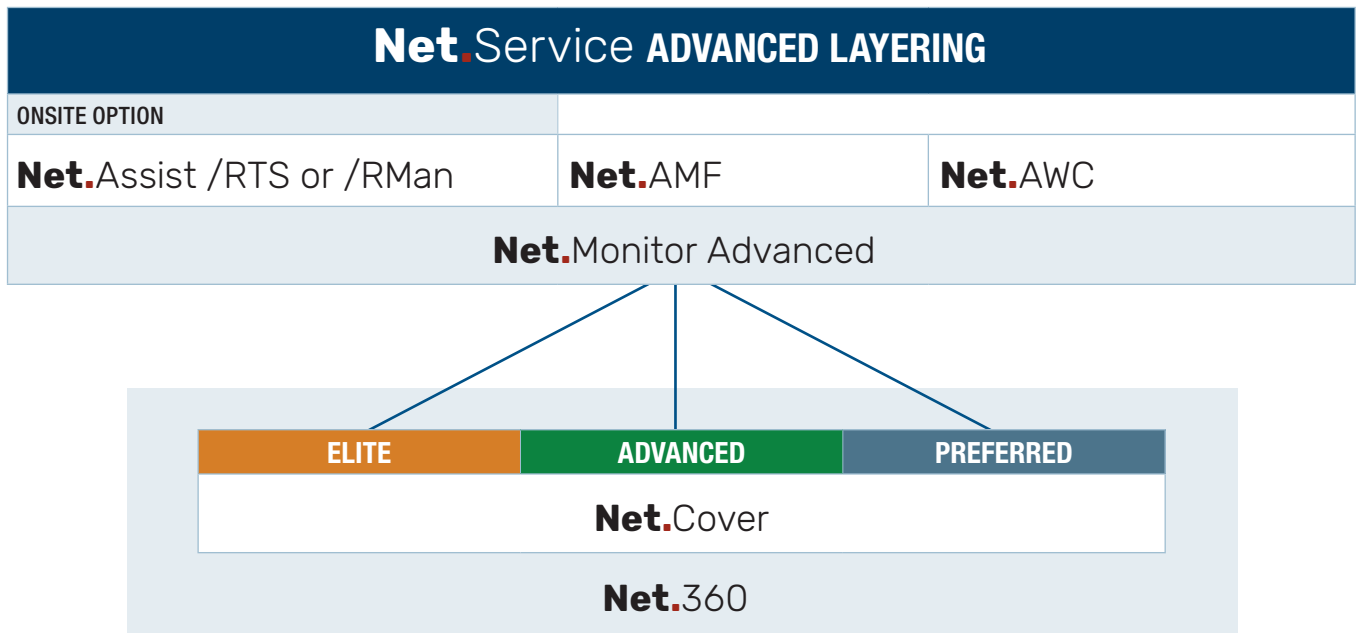 Net.Service ADVANCED LAYERING
ONSITE OPTION
Net.Assist /RTS or /RMan
Net.AMF
Net.AWC
Net.Monitor Advanced
ELITE
ADVANCED
PREFERRED
Net.Cover
Net.360